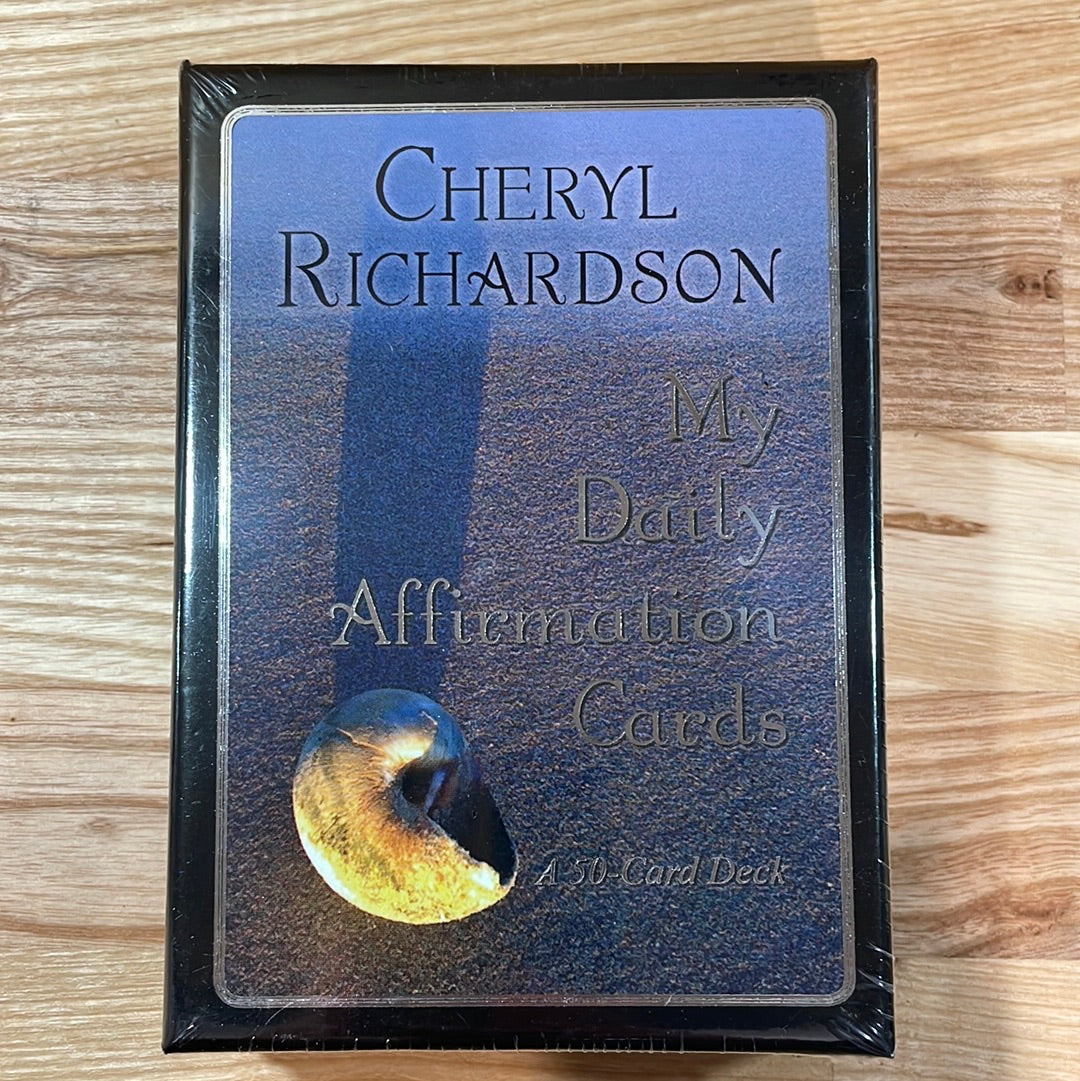 CHERYL
RICHARDSON
My
Daily
Affirmation
Cards
A 50-Card Deck